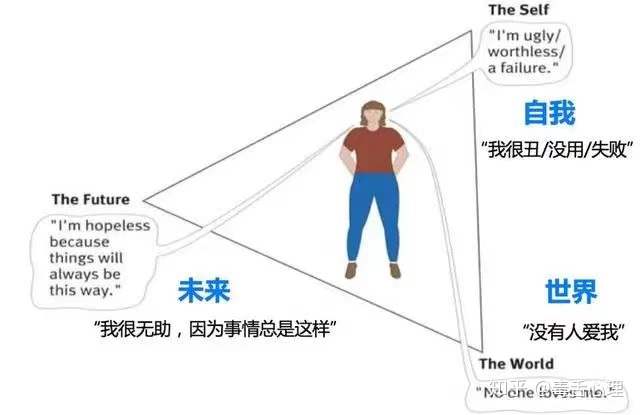 The Self
"I'm ugly/
worthless/
a failure."
自我
"我很丑/没用/失败"
The Future
"I'm hopeless
because
things will
always be
this way."
未来
"我很无助，因为事情总是这样"
世界
"没有人爱我"
The World
"No one loves me."
知乎 @善手心理